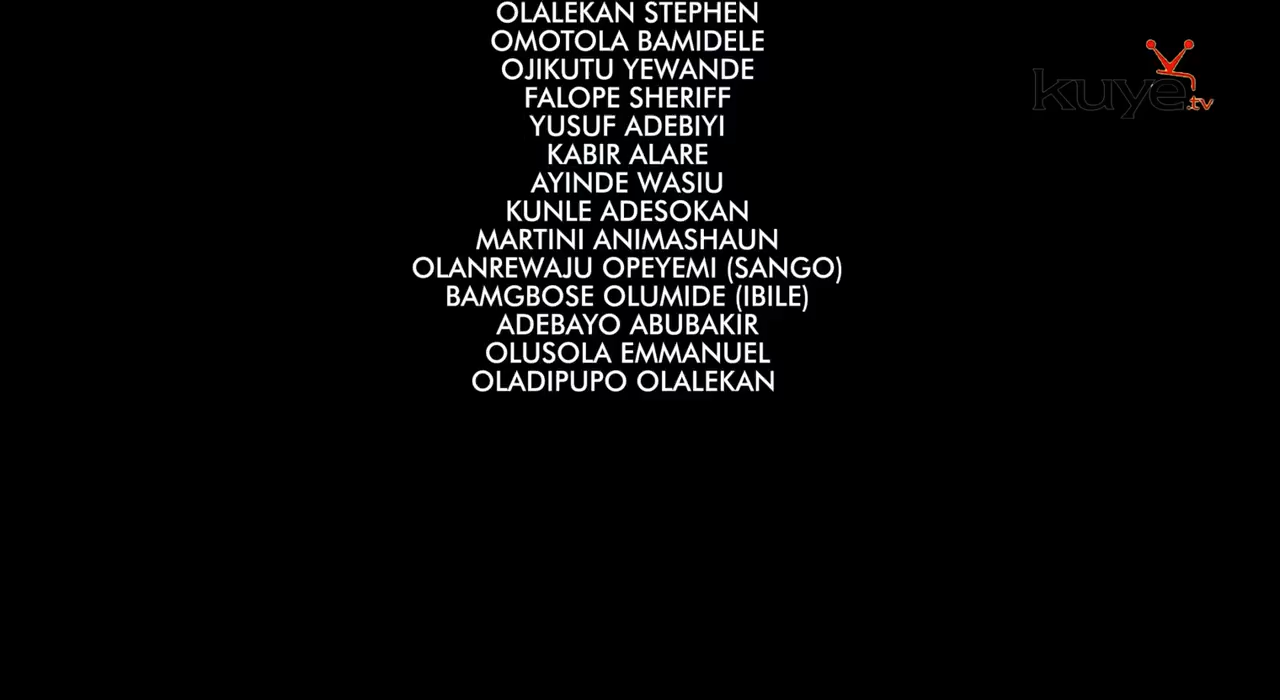 OLALEKAN STEPHEN
OMOTOLA BAMIDELE
OJIKUTU YEWANDE
FALOPE SHERIFF
YUSUF ADEBIYI
KABIR ALARE
AYINDE WASIU
KUNLE ADESOKAN
MARTINI ANIMASHAUN
OLANREWAJU OPEYEMI (SANGO)
BAMGBOSE OLUMIDE (IBILE)
ADEBAYO ABUBAKIR
OLUSOLA EMMANUEL
OLADIPUPO OLALEKAN
kuye.tv